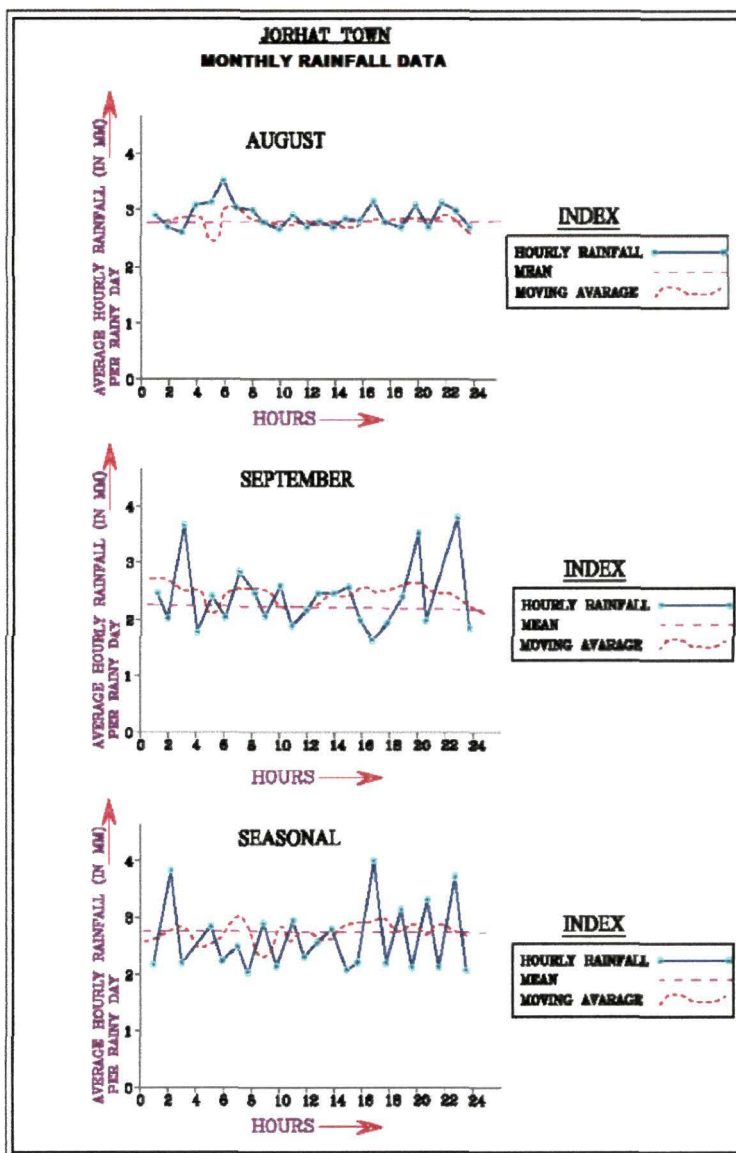 JORHAT TOWN
MONTHLY RAINFALL DATA
AUGUST
AVERAGE HOURLY RAINFALL (IN MM)
PER RAINY DAY
4
3
2
1
0
0 2 4 6 8 10 12 14 16 18 20 22 24
HOURS
INDEX
HOURLY RAINFALL
MEAN
MOVING AVARAGE
SEPTEMBER
AVERAGE HOURLY RAINFALL (IN MM)
PER RAINY DAY
4
3
2
1
0
0 2 4 6 8 10 12 14 16 18 20 22 24
HOURS
INDEX
HOURLY RAINFALL
MEAN
MOVING AVARAGE
SEASONAL
AVERAGE HOURLY RAINFALL (IN MM)
PER RAINY DAY
4
3
2
1
0
0 2 4 6 8 10 12 14 16 18 20 22 24
HOURS
INDEX
HOURLY RAINFALL
MEAN
MOVING AVARAGE